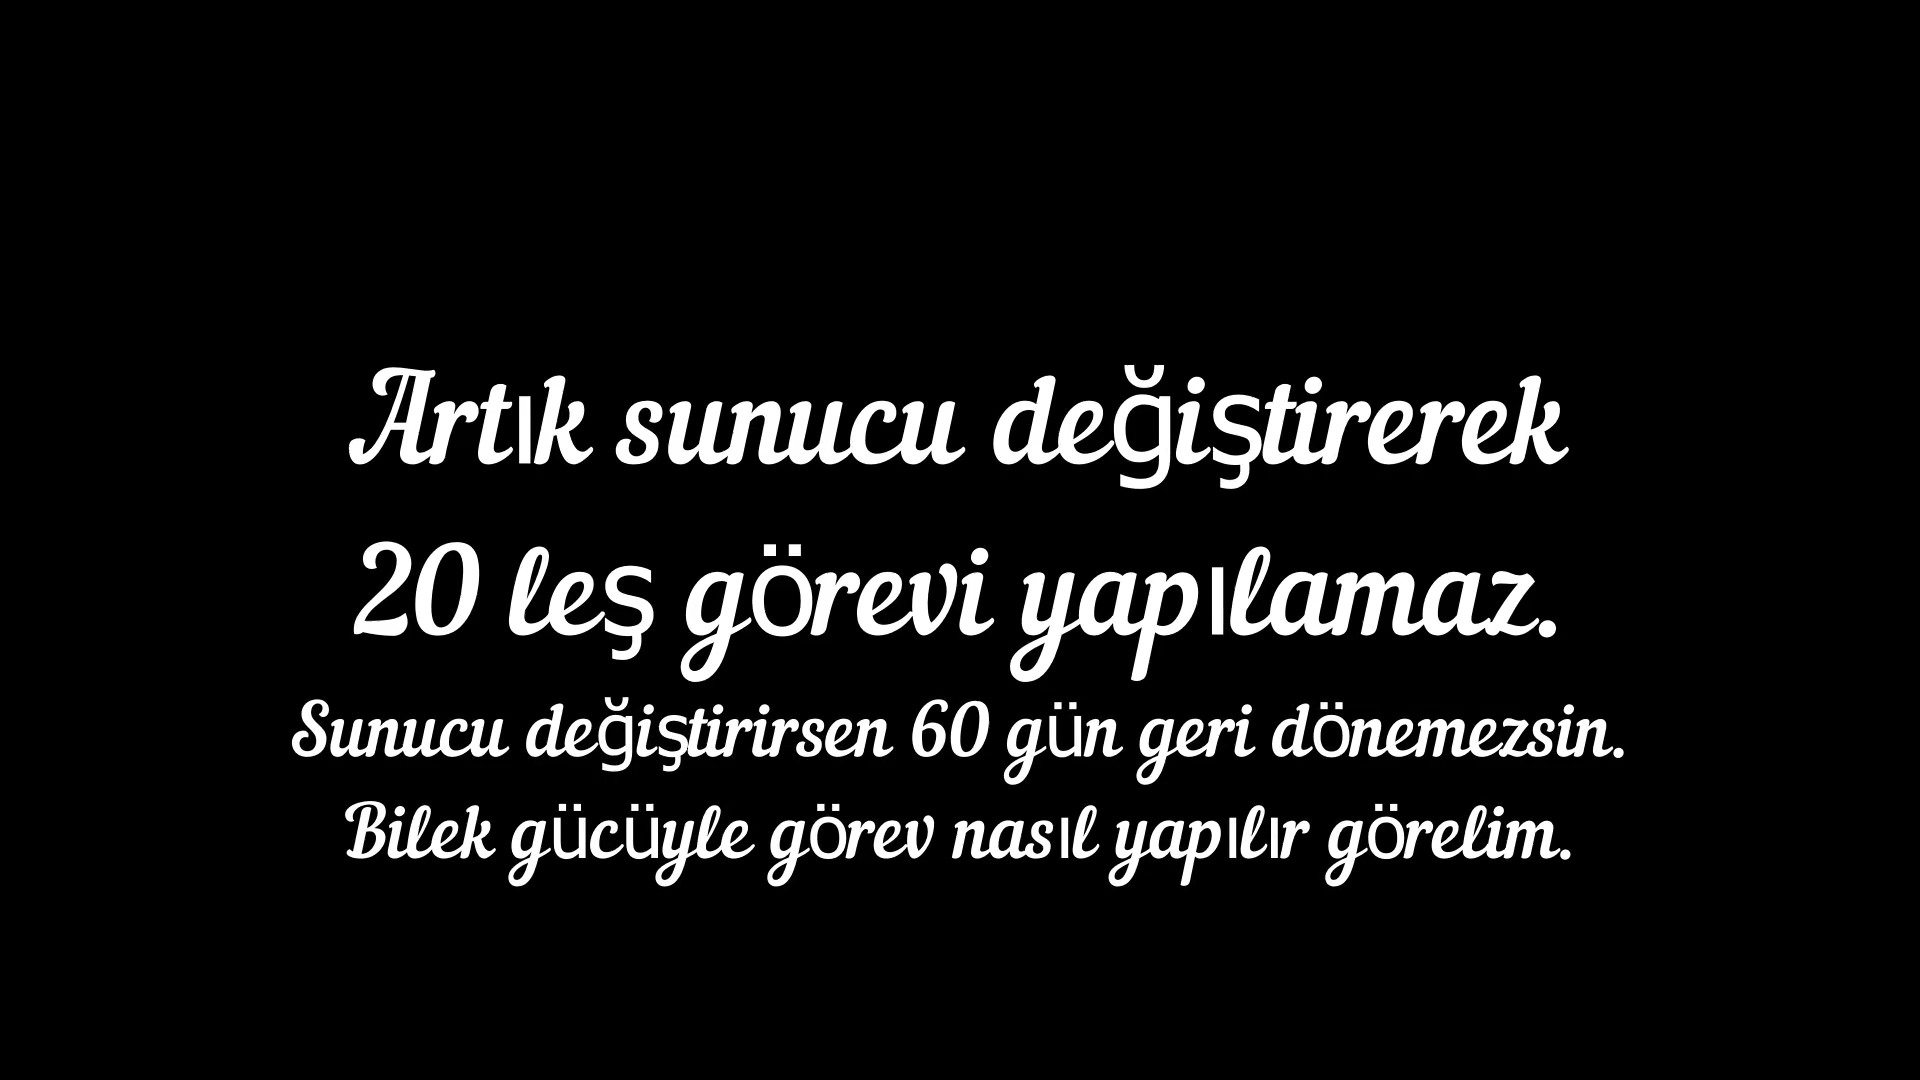 Artık sunucu değiştirerek
20 leş görevi yapılamaz.
Sunucu değiştirirsen 60 gün geri dönemezsin.
Bilek gücüyle görev nasıl yapılır görelim.